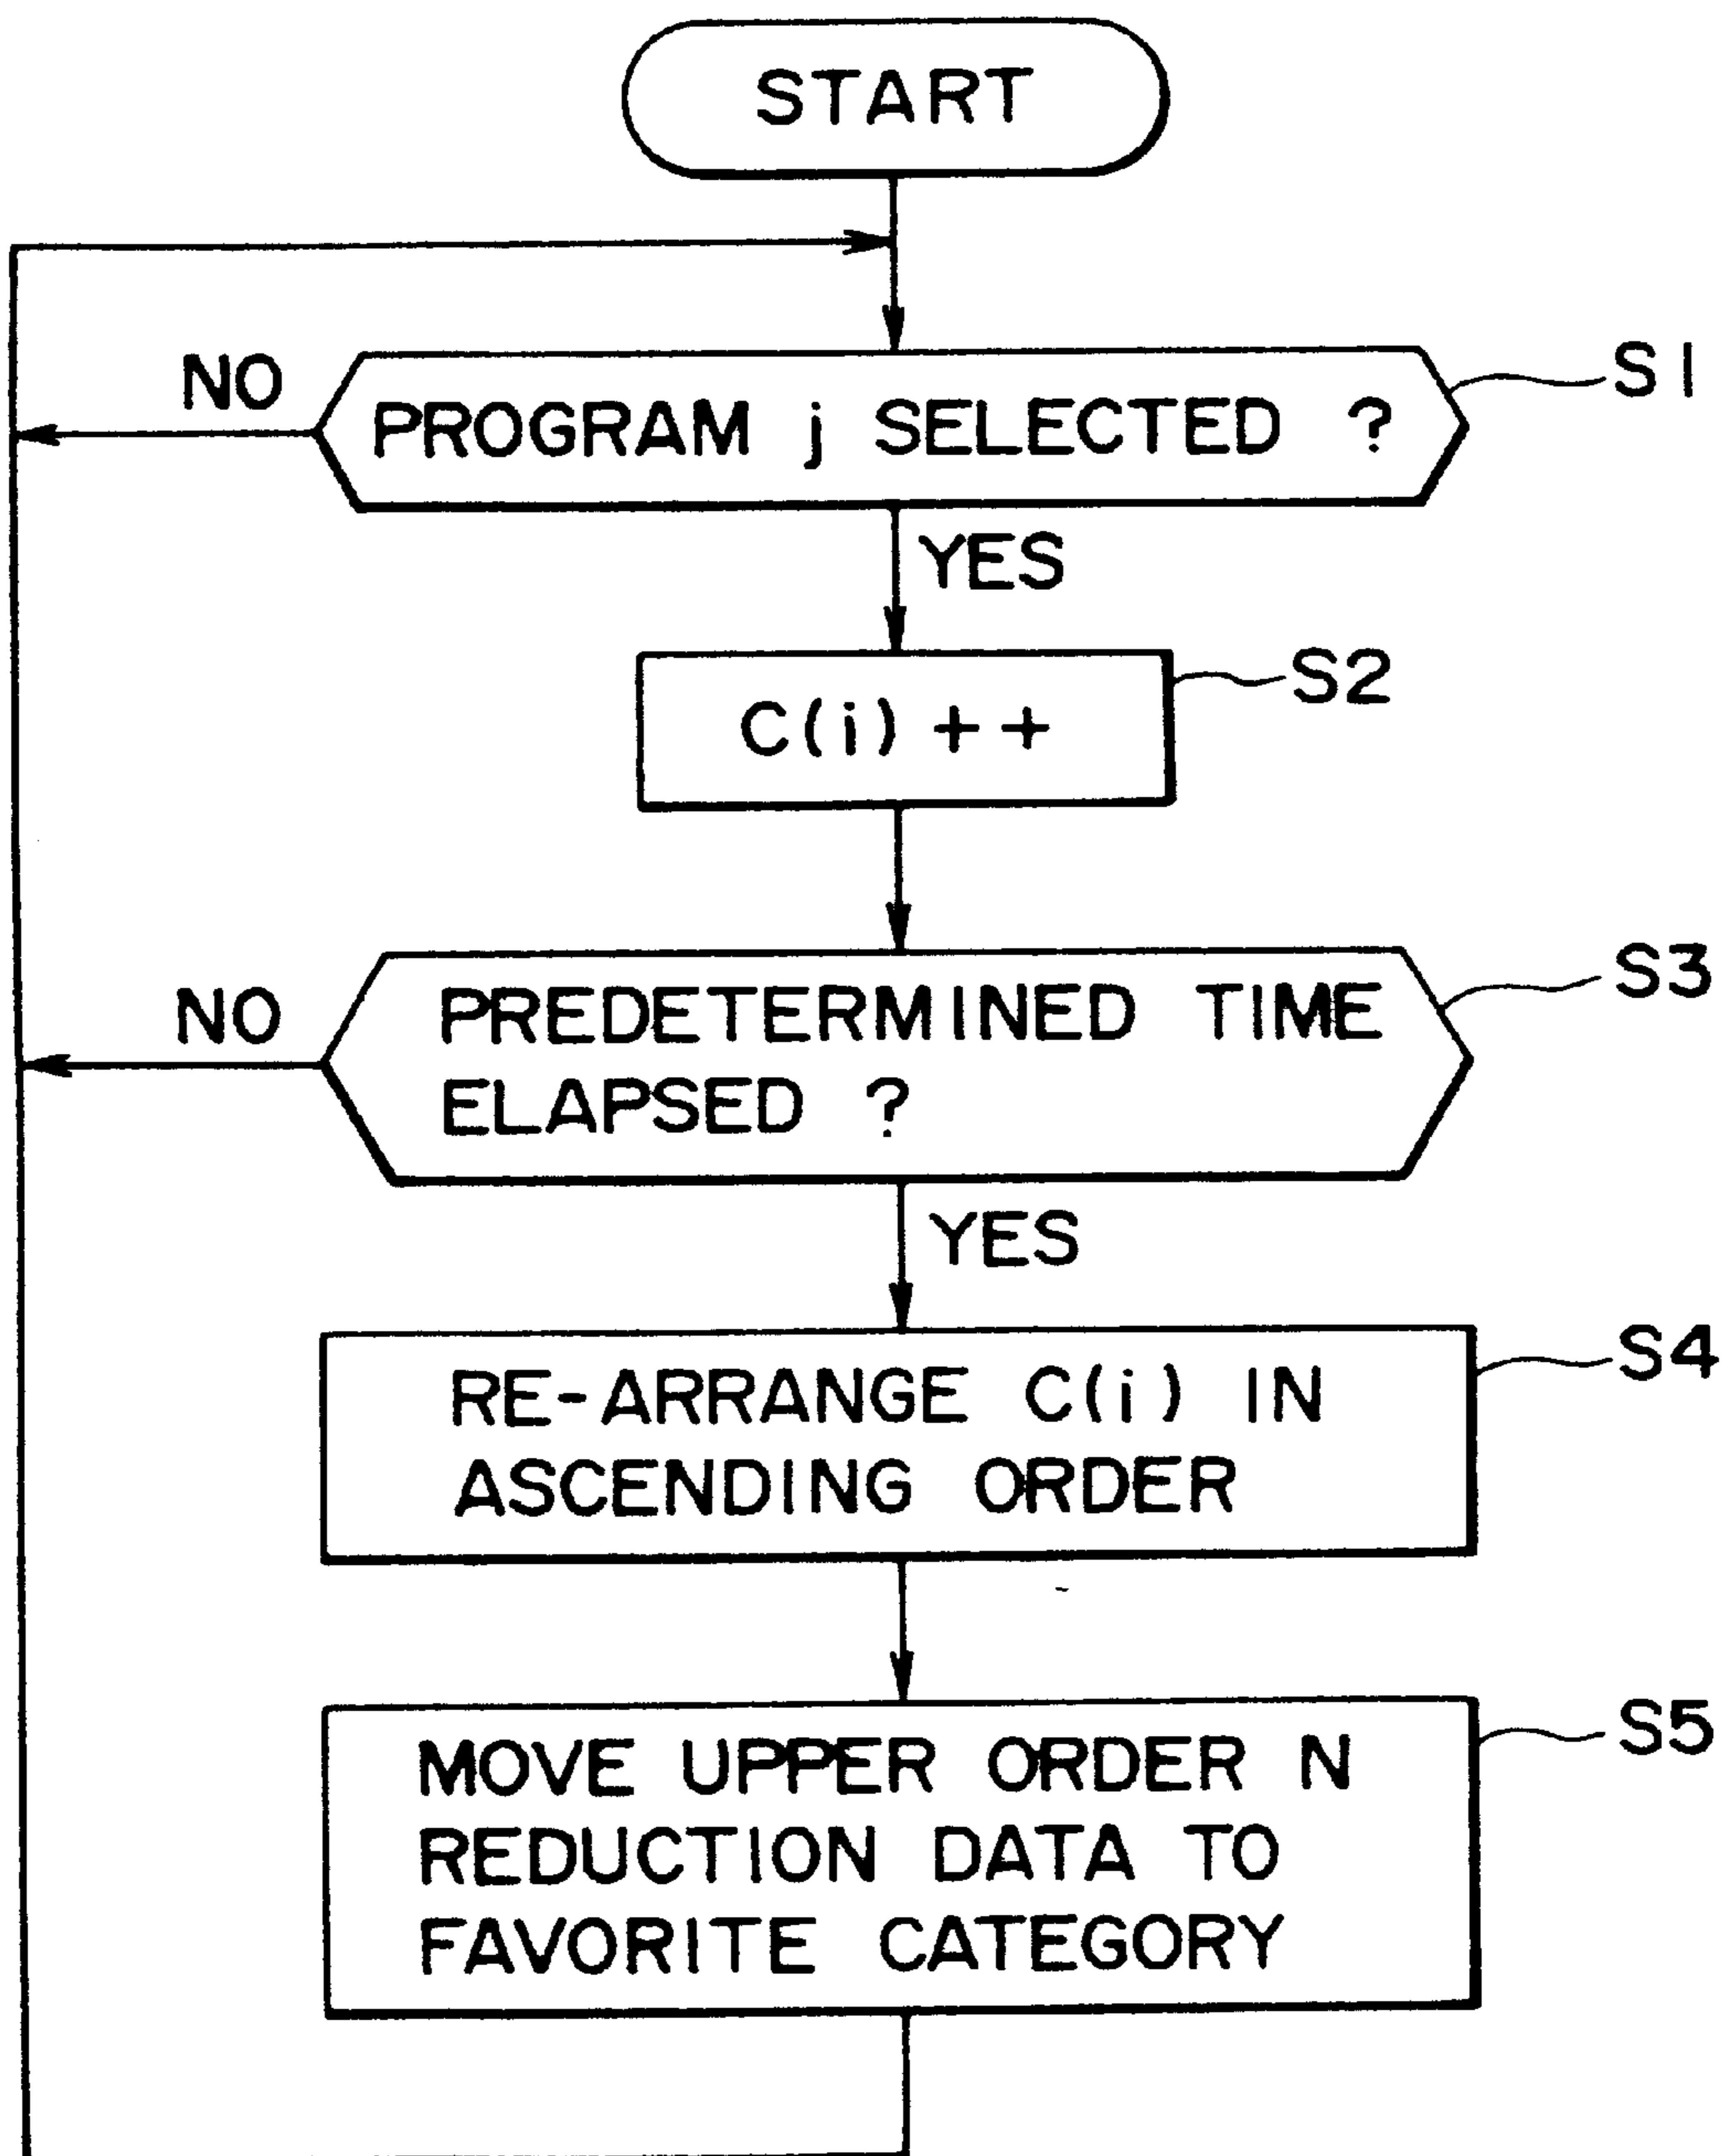 START
NO
PROGRAM j SELECTED ?
S1
YES
C(i) + +
S2
NO
PREDETERMINED TIME
ELAPSED ?
S3
YES
RE-ARRANGE C(i) IN
ASCENDING ORDER
S4
MOVE UPPER ORDER N
REDUCTION DATA TO
FAVORITE CATEGORY
S5